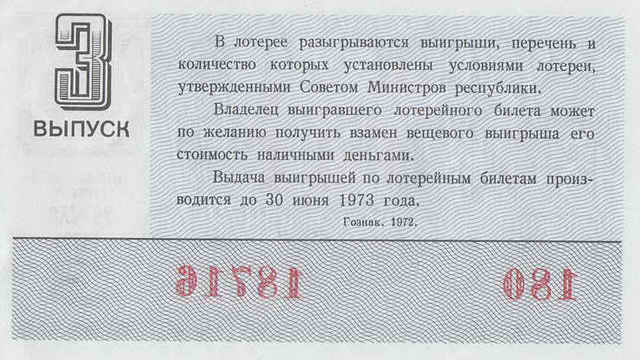 3
ВЫПУСК
В лотерее разыгрываются выигрыши, перечень и
количество которых установлены условиями лотереи,
утвержденными Советом Министров республики.
Владелец выигравшего лотерейного билета может
по желанию получить взамен вещевого выигрыша его
стоимость наличными деньгами.
Выдача выигрышей по лотерейным билетам произ-
водится до 30 июня 1973 года.
Гознак. 1972.